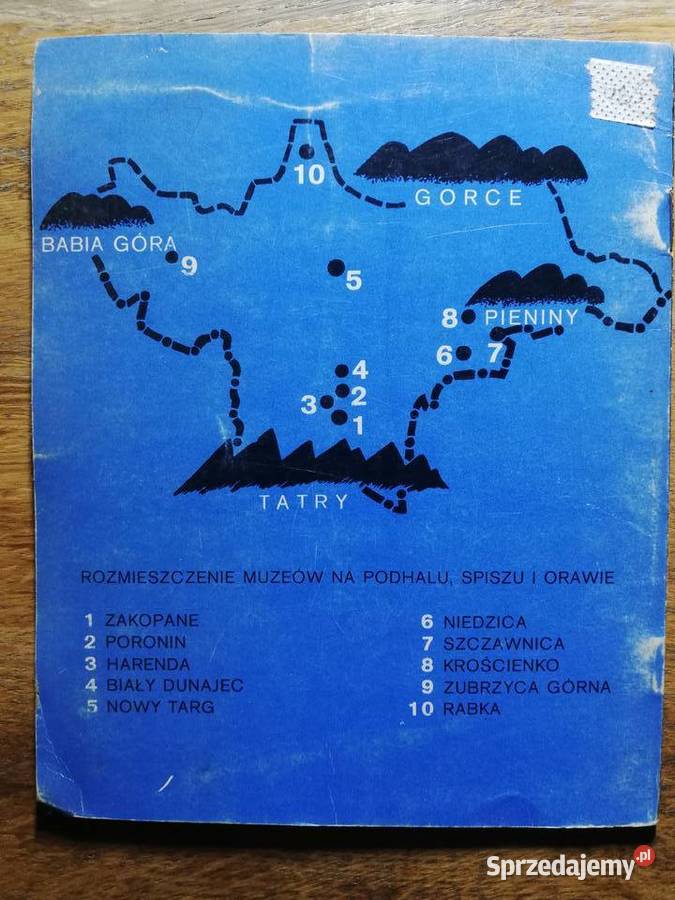 10
GORCE
BABIA GÓRA
9
5
8 PIENINY
6 7
4
2
3
1
TATRY
ROZMIESZCZENIE MUZEÓW NA PODHALU, SPISZU I ORAWIE
1 ZAKOPANE
2 PORONIN
3 HARENDA
4 BIAŁY DUNAJEC
5 NOWY TARG
6 NIEDZICA
7 SZCZAWNICA
8 KROŚCIENKO
9 ZUBRZYCA GÓRNA
10 RABKA
Sprzedajemy.pl